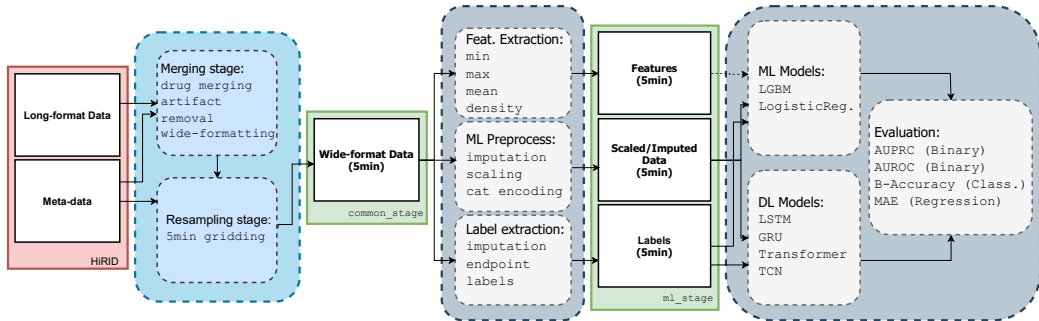 Long-format Data
Meta-data
HiRID
Merging stage:
drug merging
artifact
removal
wide-formatting
Resampling stage:
5min gridding
Wide-format Data
(5min)
common_stage
Feat. Extraction:
min
max
mean
density
ML Preprocess:
imputation
scaling
cat encoding
Label extraction:
imputation
endpoint
labels
Features
(5min)
Scaled/Imputed
Data
(5min)
Labels
(5min)
ml_stage
ML Models:
LGBM
LogisticReg.
DL Models:
LSTM
GRU
Transformer
TCN
Evaluation:
AUPRC (Binary)
AUROC (Binary)
B-Accuracy (Class.)
MAE (Regression)